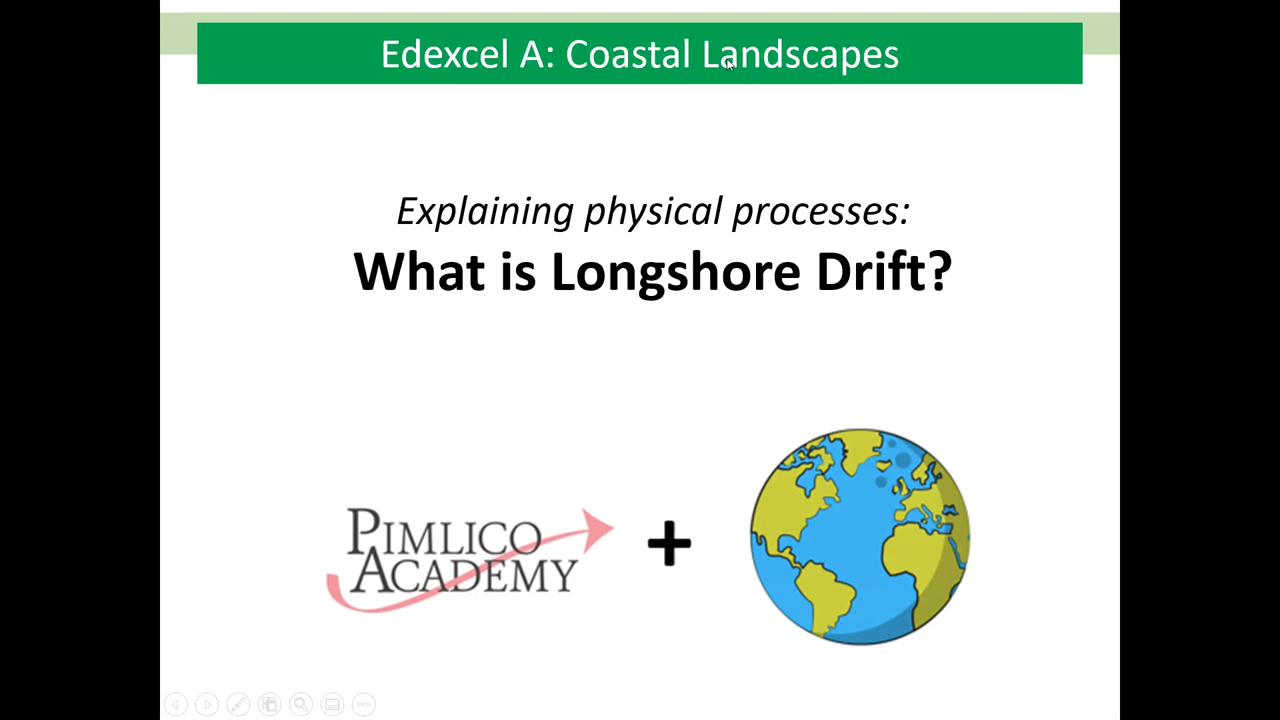 Edexcel A: Coastal Landscapes
Explaining physical processes:
What is Longshore Drift?
PIMLICO
ACADEMY
+